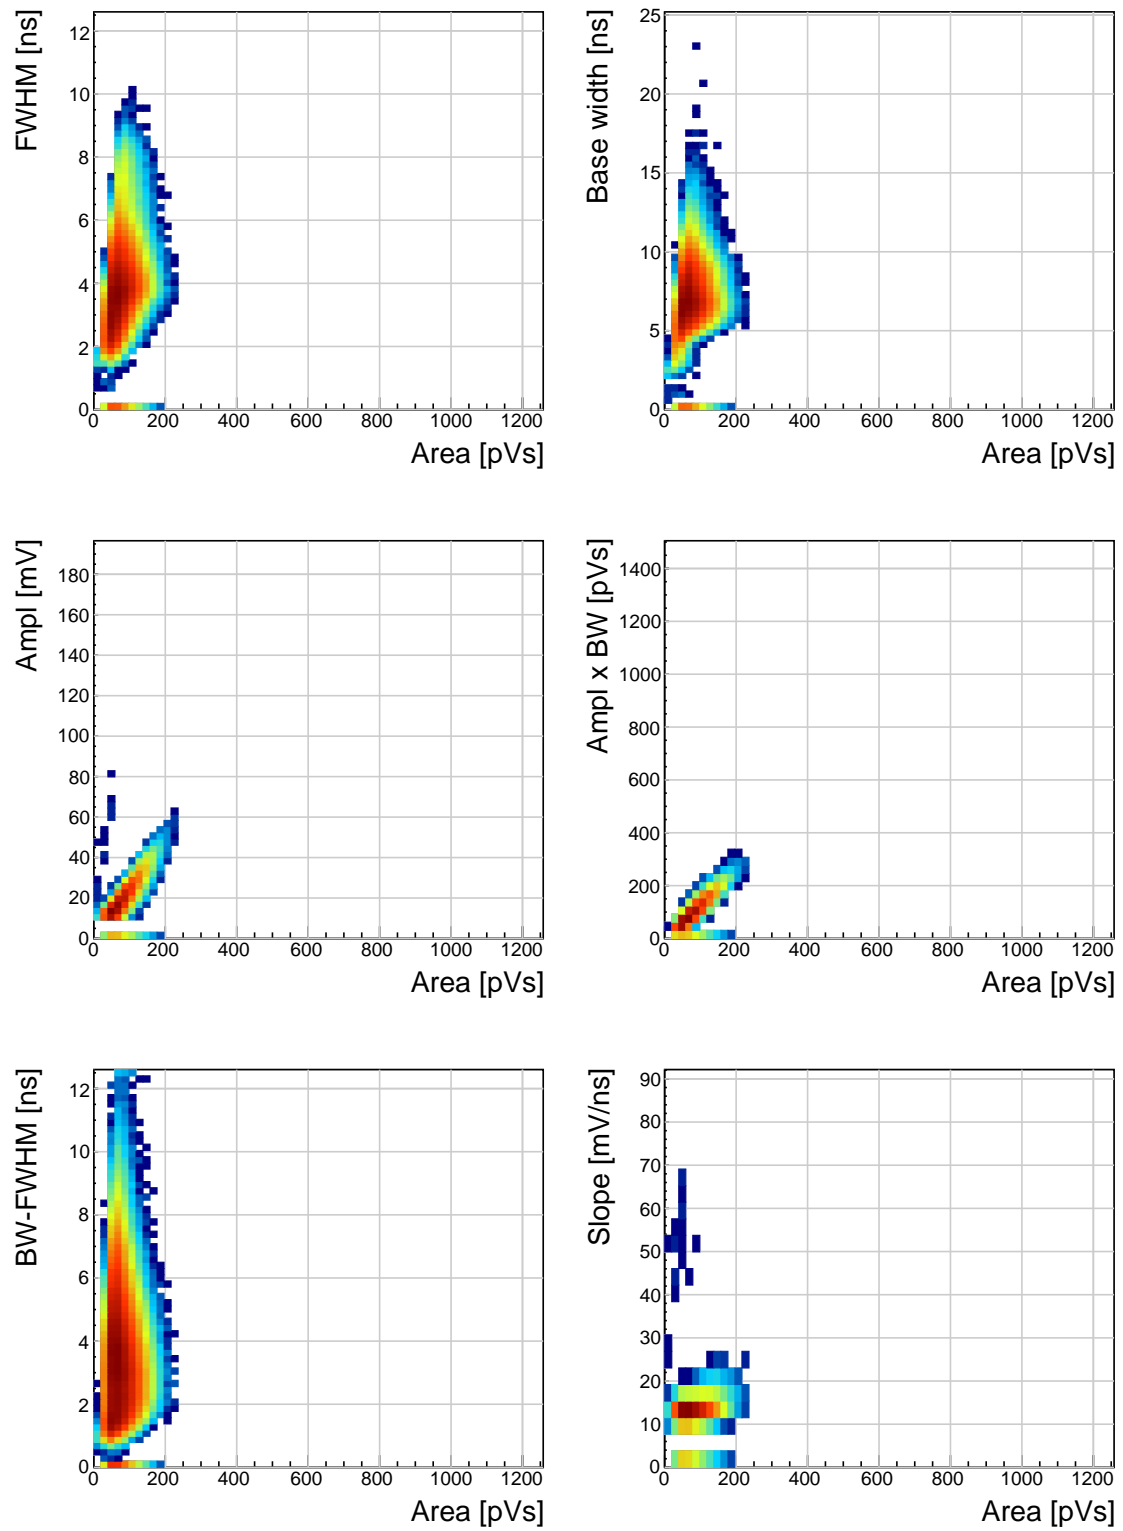 FWHM [ns]
12
10
8
6
4
2
0
0 200 400 600 800 1000 1200
Area [pVs]
Base width [ns]
25
20
15
10
5
0
0 200 400 600 800 1000 1200
Area [pVs]
Ampl [mV]
180
160
140
120
100
80
60
40
20
0
0 200 400 600 800 1000 1200
Area [pVs]
Ampl x BW [pVs]
1400
1200
1000
800
600
400
200
0
0 200 400 600 800 1000 1200
Area [pVs]
BW-FWHM [ns]
12
10
8
6
4
2
0
0 200 400 600 800 1000 1200
Area [pVs]
Slope [mV/ns]
90
80
70
60
50
40
30
20
10
0
0 200 400 600 800 1000 1200
Area [pVs]